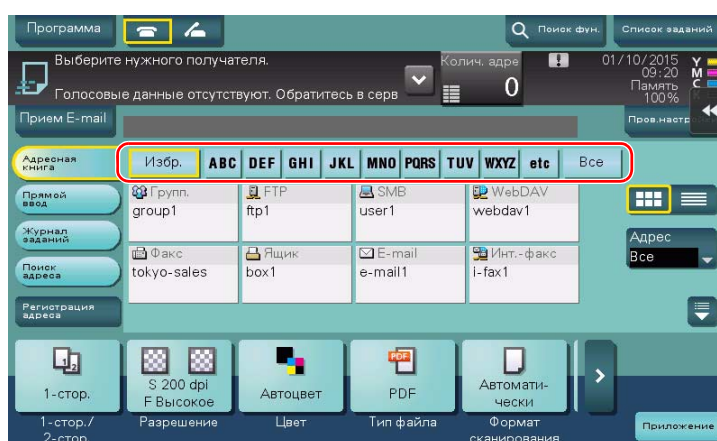 Программа
Поиск фун.
Список заданий
Выберите нужного получателя.
Колич. адре
0
01/10/2015
09:20
Память
100%
Y
M
C
K
Голосовые данные отсутствуют. Обратитесь в серв
Прием E-mail
Адресная
книга
Избр.
ABC
DEF
GHI
JKL
MNO
PQRS
TUV
WXYZ
etc
Все
Прямой
ввод
Журнал
заданий
Поиск
адреса
Регистрация
адреса
Групп.
group1
FTP
ftp1
SMB
user1
WebDAV
webdav1
Факс
tokyo-sales
Ящик
box1
E-mail
e-mail1
Инт.-факс
i-fax1
Адрес
Все
1-стор.
S 200 dpi
F Высокое
Автоцвет
PDF
PDF
Автомати-
чески
1-стор./
2-стор.
Разрешение
Цвет
Тип файла
Формат
сканирования
Приложение